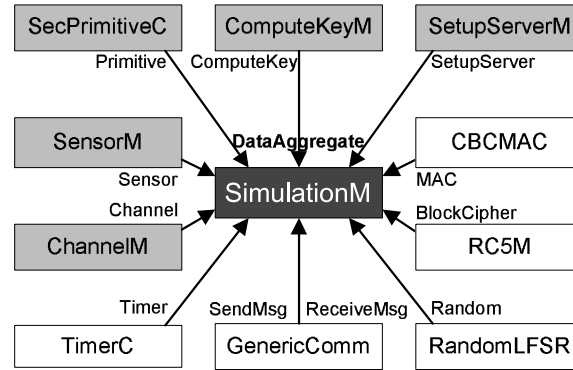 SecPrimitiveC
ComputeKeyM
SetupServerM
Primitive
ComputeKey
SetupServer
DataAggregate
SensorM
CBCMAC
Sensor
MAC
SimulationM
Channel
BlockCipher
ChannelM
RC5M
Timer
SendMsg
ReceiveMsg
Random
TimerC
GenericComm
RandomLFSR